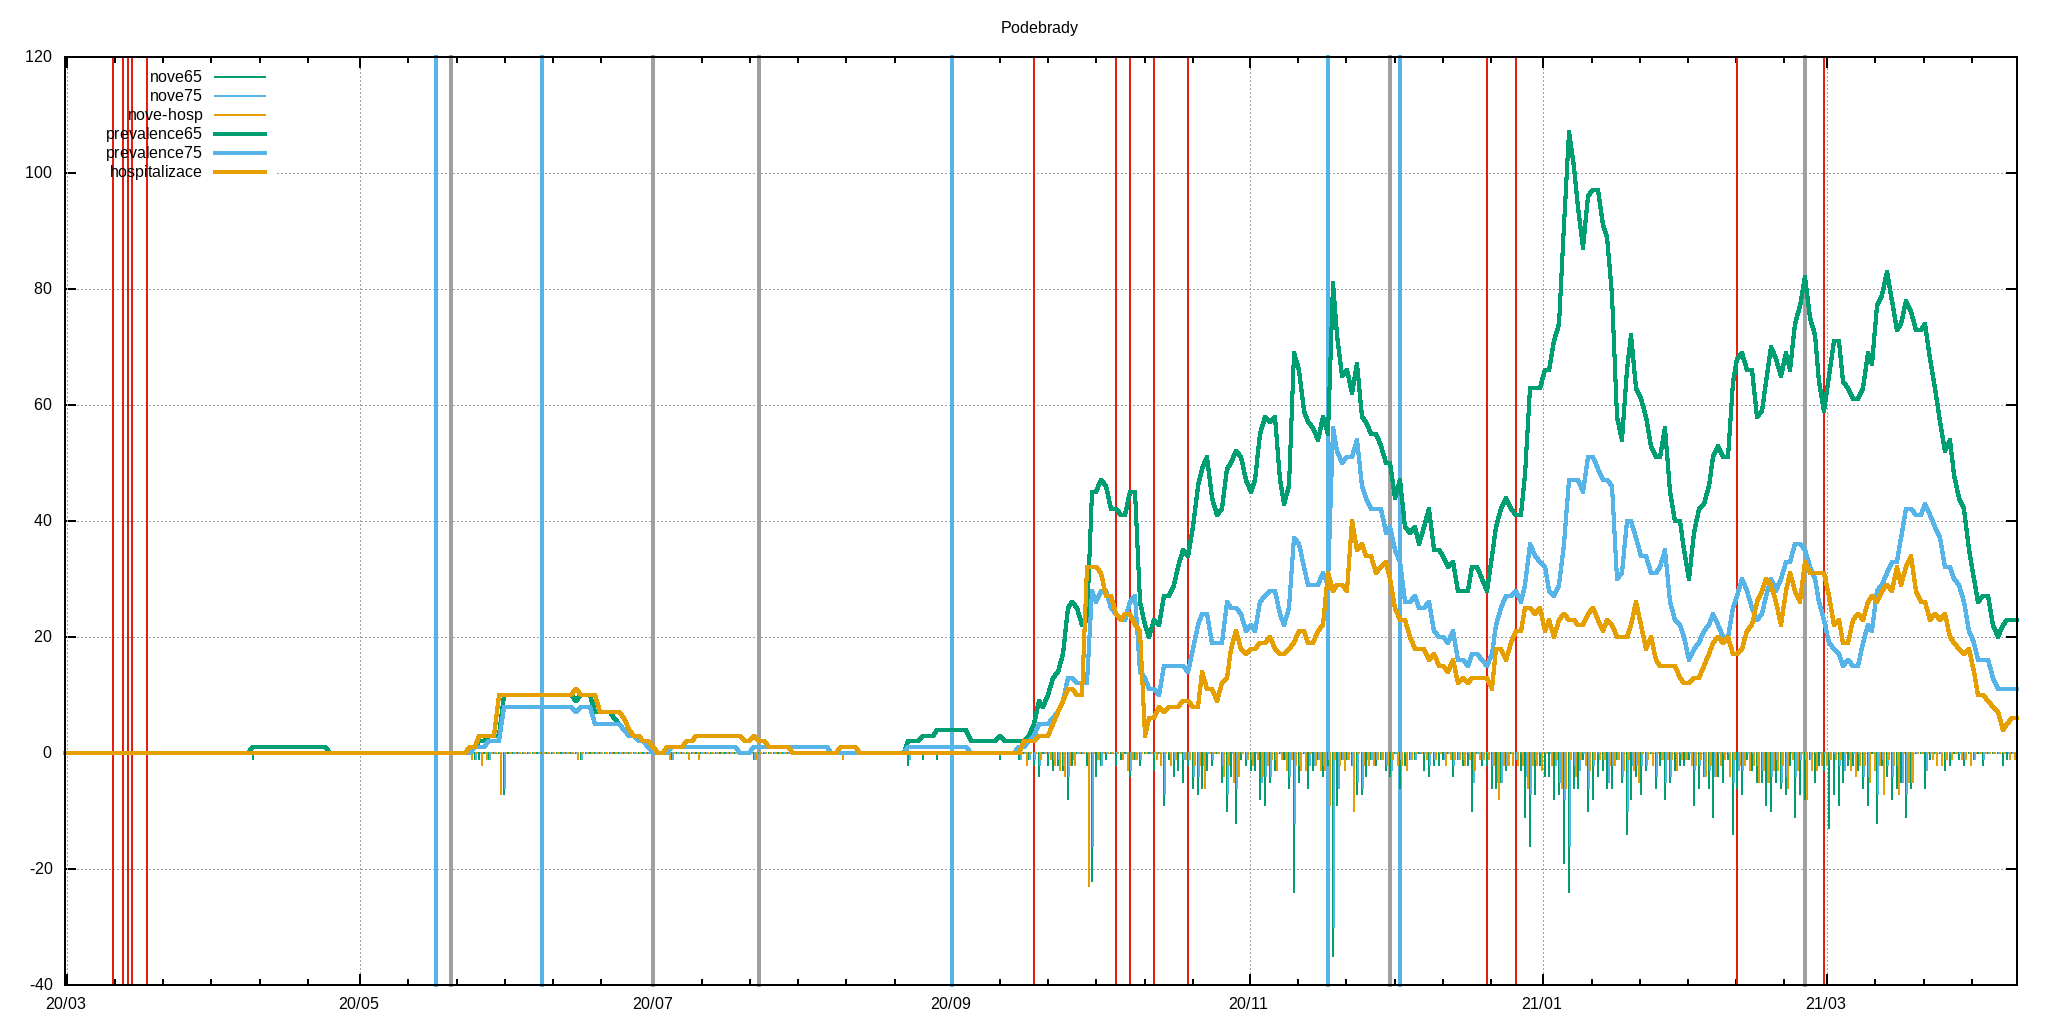 Podebrady
120
100
80
60
40
20
0
-20
-40
nove65
nove75
nove-hosp
prevalence65
prevalence75
hospitalizace
20/03 20/05 20/07 20/09 20/11 21/01 21/03